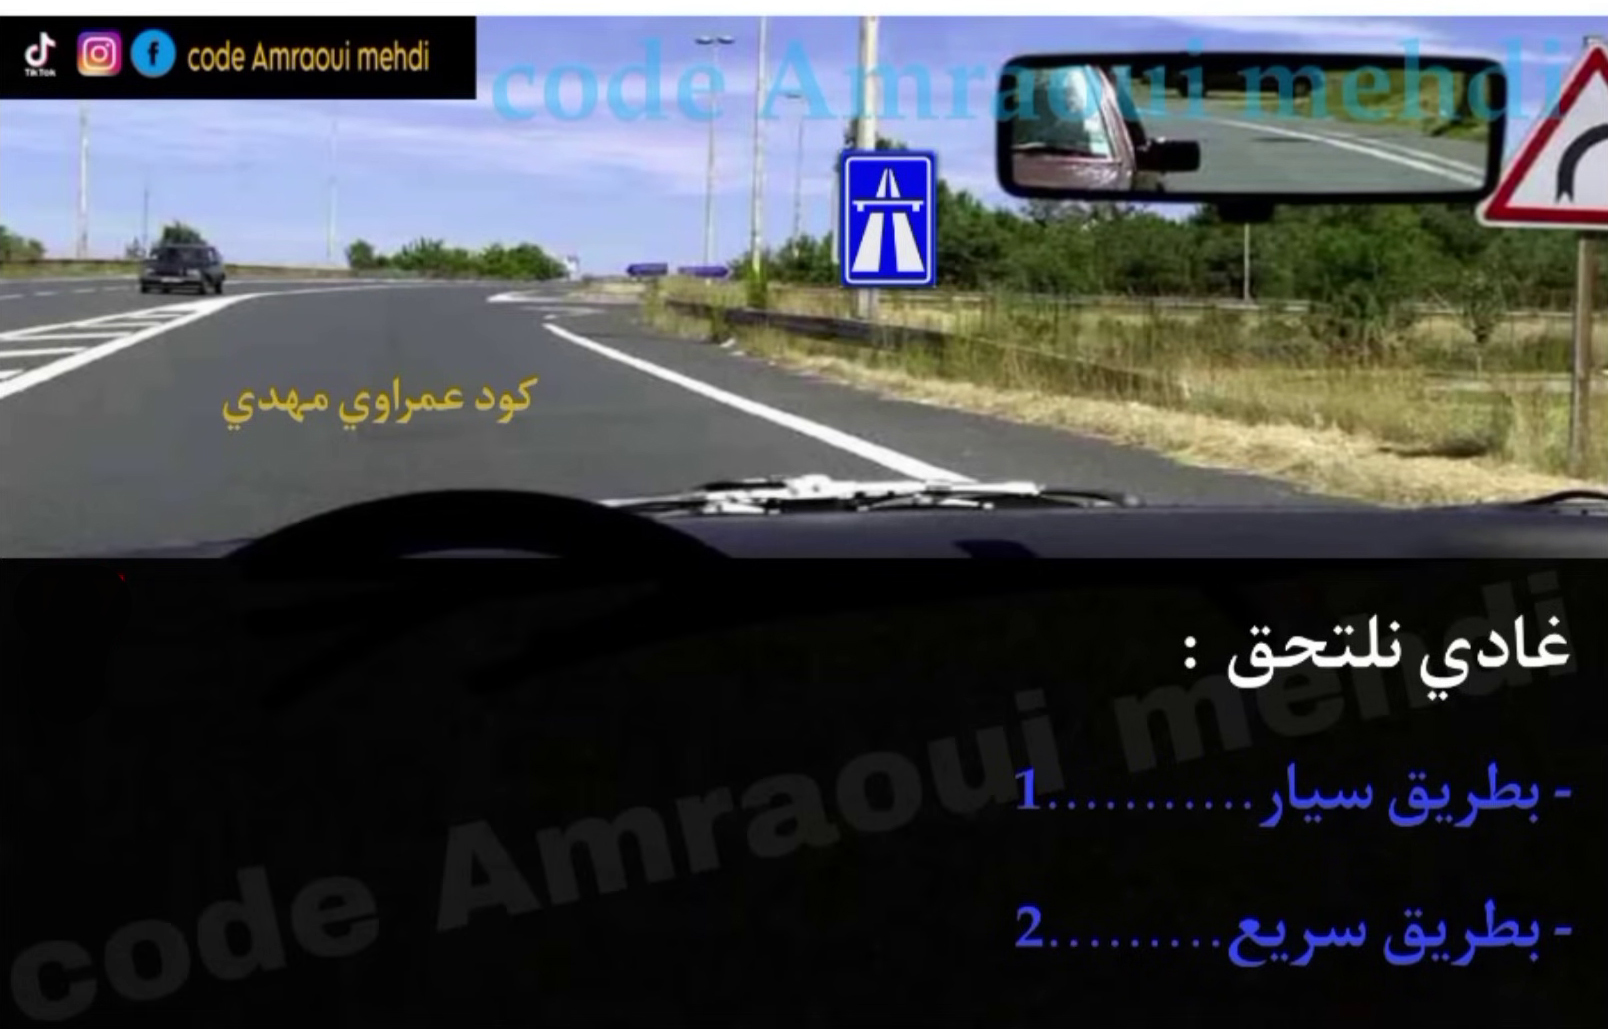 TikTok
code Amraoui mehdi
code Amraoui mehdi
كود عمراوي مهدي
غادي نلتحق :
- بطريق سيار...........1
- بطريق سريع.........2
code Amraoui mehdi